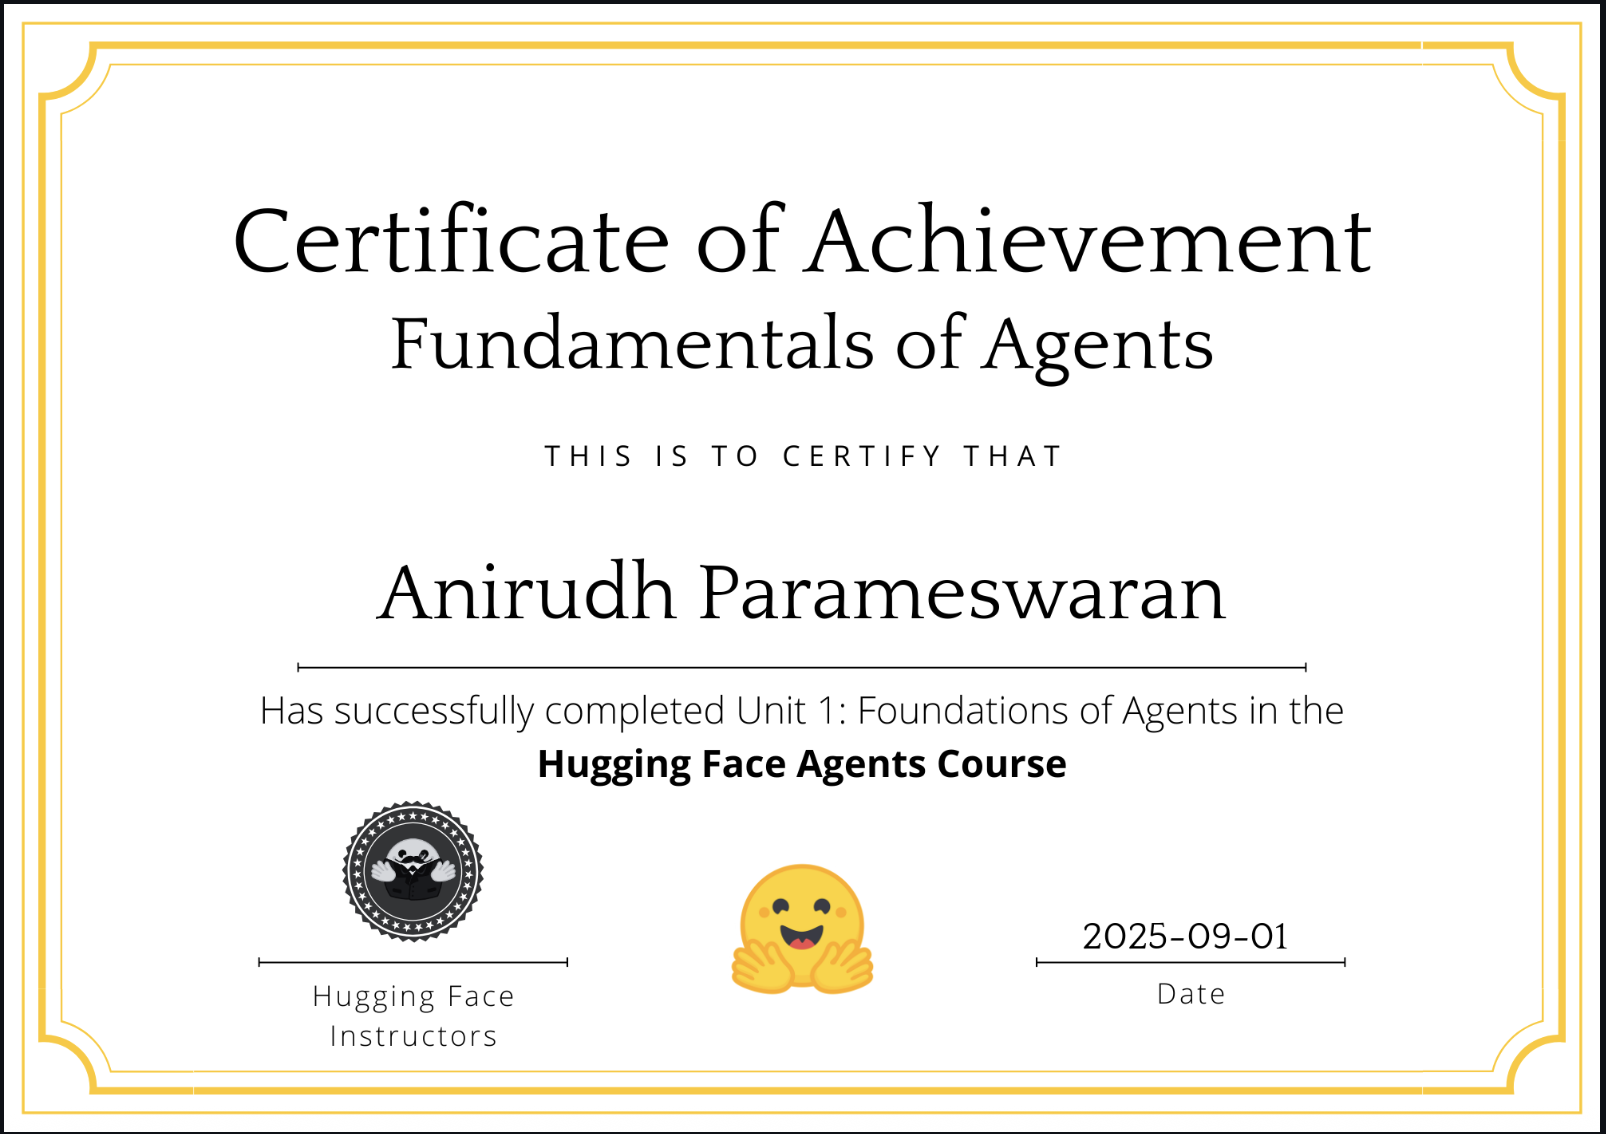 Certificate of Achievement
Fundamentals of Agents
THIS IS TO CERTIFY THAT
Anirudh Parameswaran
Has successfully completed Unit 1: Foundations of Agents in the
Hugging Face Agents Course
2025-09-01
Hugging Face
Instructors
Date